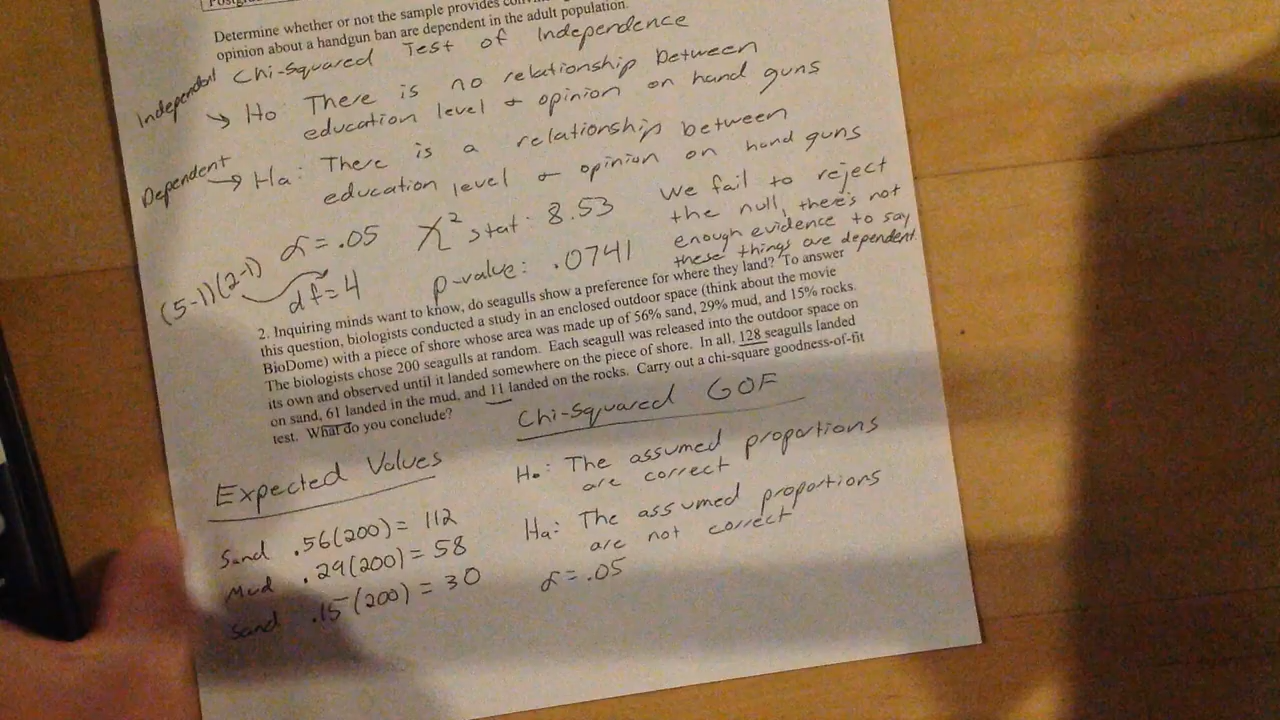 Determine whether or not the sample provides
opinion about a handgun ban are dependent in the adult population.
Chi-Squared Test of Independence
Independent → Ho: There is no relationship between
education level + opinion on hand guns
Dependent → Ha: There is a relationship between
education level + opinion on hand guns
α = .05 χ² stat: 8.53
(5-1)(2-1) df = 4 p-value: .0741
We fail to reject
the null, there's not
enough evidence to say
these things are dependent.
2. Inquiring minds want to know, do seagulls show a preference for where they land? To answer
this question, biologists conducted a study in an enclosed outdoor space (think about the movie
BioDome) with a piece of shore whose area was made up of 56% sand, 29% mud, and 15% rocks.
The biologists chose 200 seagulls at random. Each seagull was released into the outdoor space on
its own and observed until it landed somewhere on the piece of shore. In all, 128 seagulls landed
on sand, 61 landed in the mud, and 11 landed on the rocks. Carry out a chi-square goodness-of-fit
test. What do you conclude?
Chi-Squared GOF
Expected Values
Sand .56(200) = 112
Mud .29(200) = 58
Sand .15(200) = 30
H₀: The assumed proportions
are correct
Ha: The assumed proportions
are not correct
α = .05